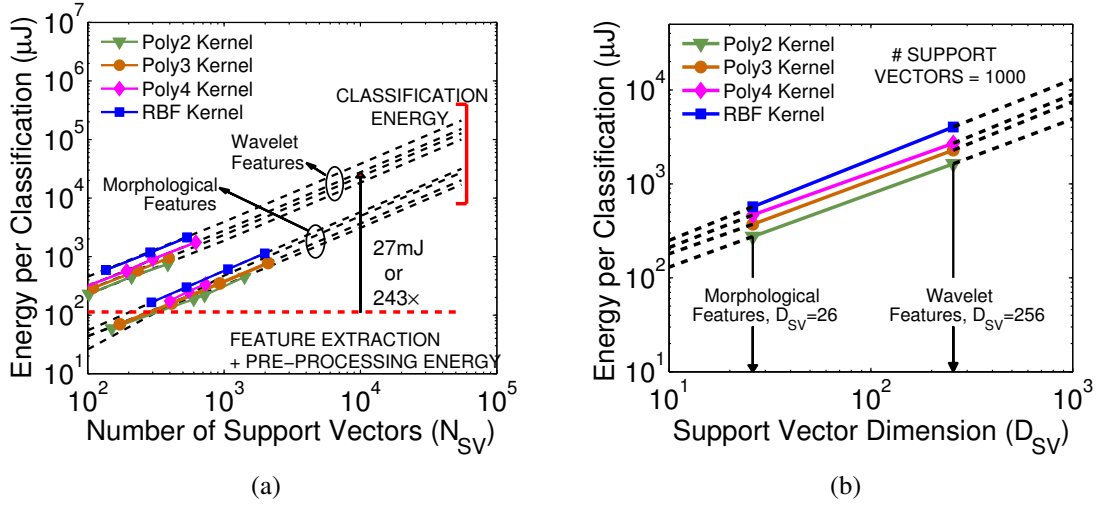 10^7
10^6
10^5
10^4
10^3
10^2
10^1
Energy per Classification (µJ)
Poly2 Kernel
Poly3 Kernel
Poly4 Kernel
RBF Kernel
CLASSIFICATION
ENERGY
Wavelet
Features
Morphological
Features
27mJ
or
243×
FEATURE EXTRACTION
+ PRE−PROCESSING ENERGY
10^2
10^3
10^4
10^5
Number of Support Vectors (N_SV)
(a)
10^4
10^3
10^2
10^1
Energy per Classification (µJ)
Poly2 Kernel
Poly3 Kernel
Poly4 Kernel
RBF Kernel
# SUPPORT
VECTORS = 1000
Morphological
Features, D_SV=26
Wavelet
Features, D_SV=256
10^1
10^2
10^3
Support Vector Dimension (D_SV)
(b)